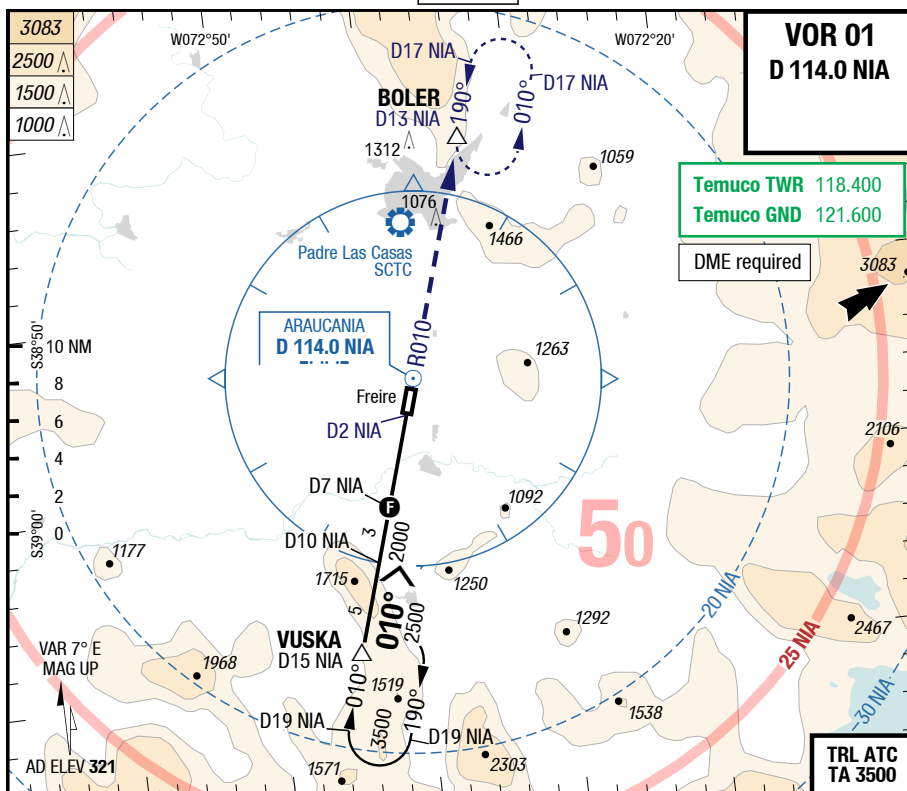 3083
2500
1500
1000
W072°50'
W072°20'
VOR 01
D 114.0 NIA
D17 NIA
D17 NIA
BOLER
D13 NIA
190°
010°
1312
1059
1076
1466
Temuco TWR 118.400
Temuco GND 121.600
Padre Las Casas
SCTC
DME required
3083
ARAUCANIA
D 114.0 NIA
R010
S38°50'
10 NM
8
6
4
2
0
S39°00'
1263
Freire
D2 NIA
2106
D7 NIA
F
1092
50
3
2000
D10 NIA
1177
1715
1250
5
010°
2500
20 NIA
1292
2467
VUSKA
D15 NIA
25 NIA
VAR 7° E
MAG UP
1968
1519
010°
190°
3500
30 NIA
1538
D19 NIA
D19 NIA
AD ELEV 321
1571
2303
TRL ATC
TA 3500